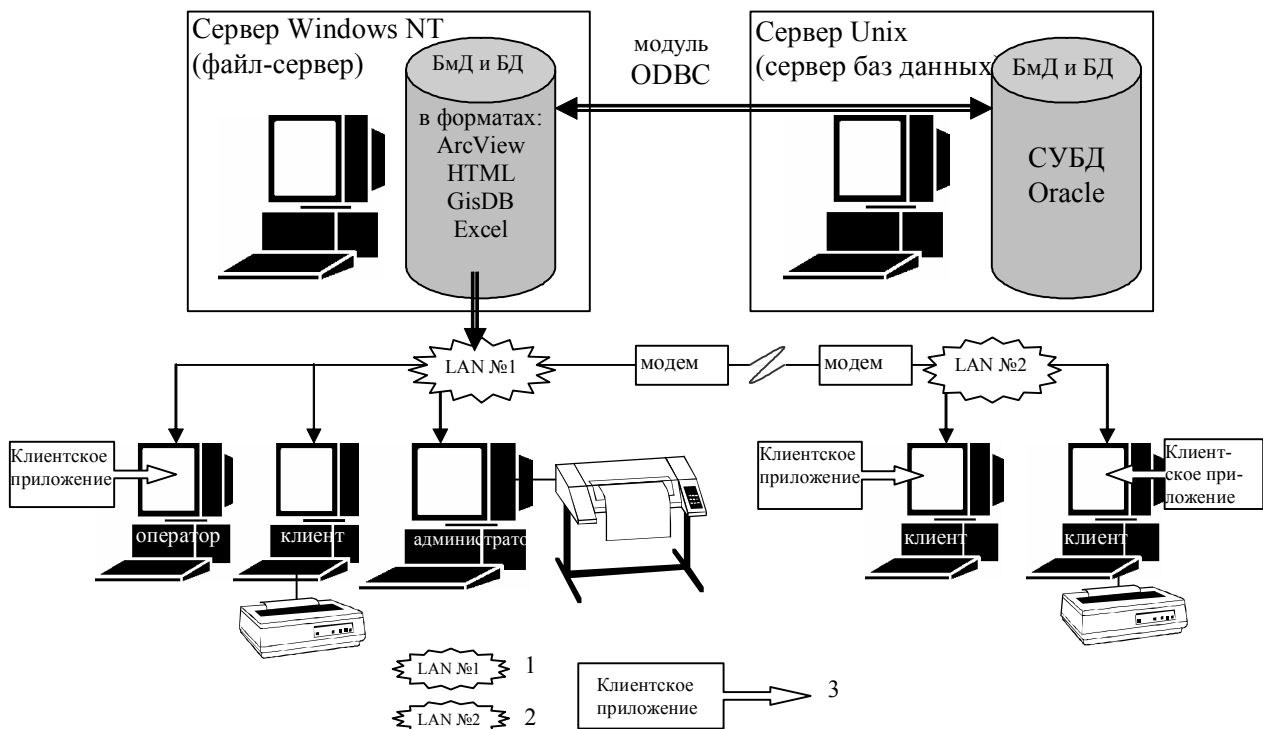 Сервер Windows NT
(файл-сервер)
БмД и БД
в форматах:
ArcView
HTML
GisDB
Excel
модуль
ODBC
Сервер Unix
(сервер баз данных)
БмД и БД
СУБД
Oracle
LAN №1
модем
модем
LAN №2
Клиентское
приложение
Клиентское
приложение
Клиент-
ское при-
ложение
оператор
клиент
администрато
клиент
клиент
LAN №1
1
LAN №2
2
Клиентское
приложение
3